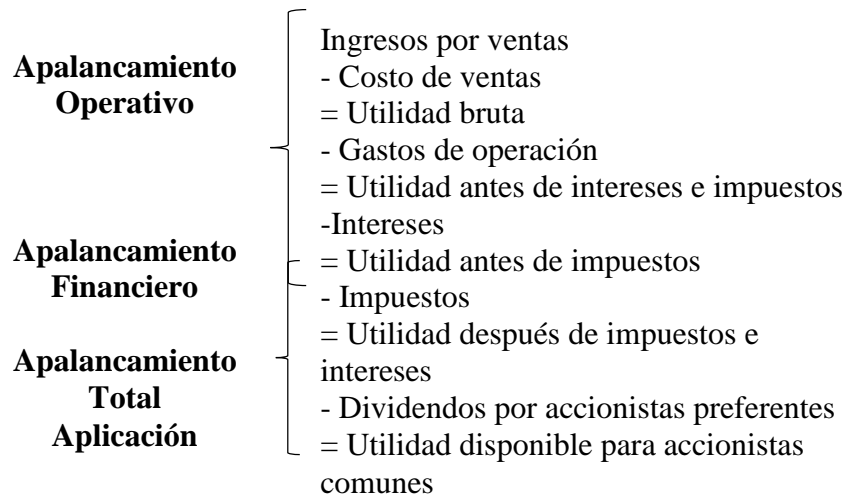 Apalancamiento
Operativo
Apalancamiento
Financiero
Apalancamiento
Total
Aplicación
Ingresos por ventas
- Costo de ventas
= Utilidad bruta
- Gastos de operación
= Utilidad antes de intereses e impuestos
-Intereses
= Utilidad antes de impuestos
- Impuestos
= Utilidad después de impuestos e
intereses
- Dividendos por accionistas preferentes
= Utilidad disponible para accionistas
comunes